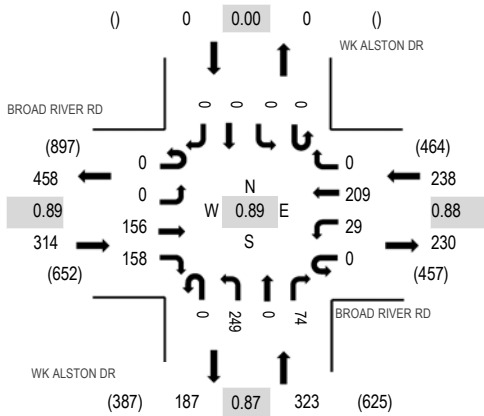 () 0 0.00 0 ()
WK ALSTON DR
0 0 0 0
BROAD RIVER RD
(897) (464)
0 0
458 238
0 209
N
0.89 W 0.89 E 0.88
156 29
S
314 230
158 0
(652) (457)
0 249 0 74
BROAD RIVER RD
WK ALSTON DR
(387) 187 0.87 323 (625)